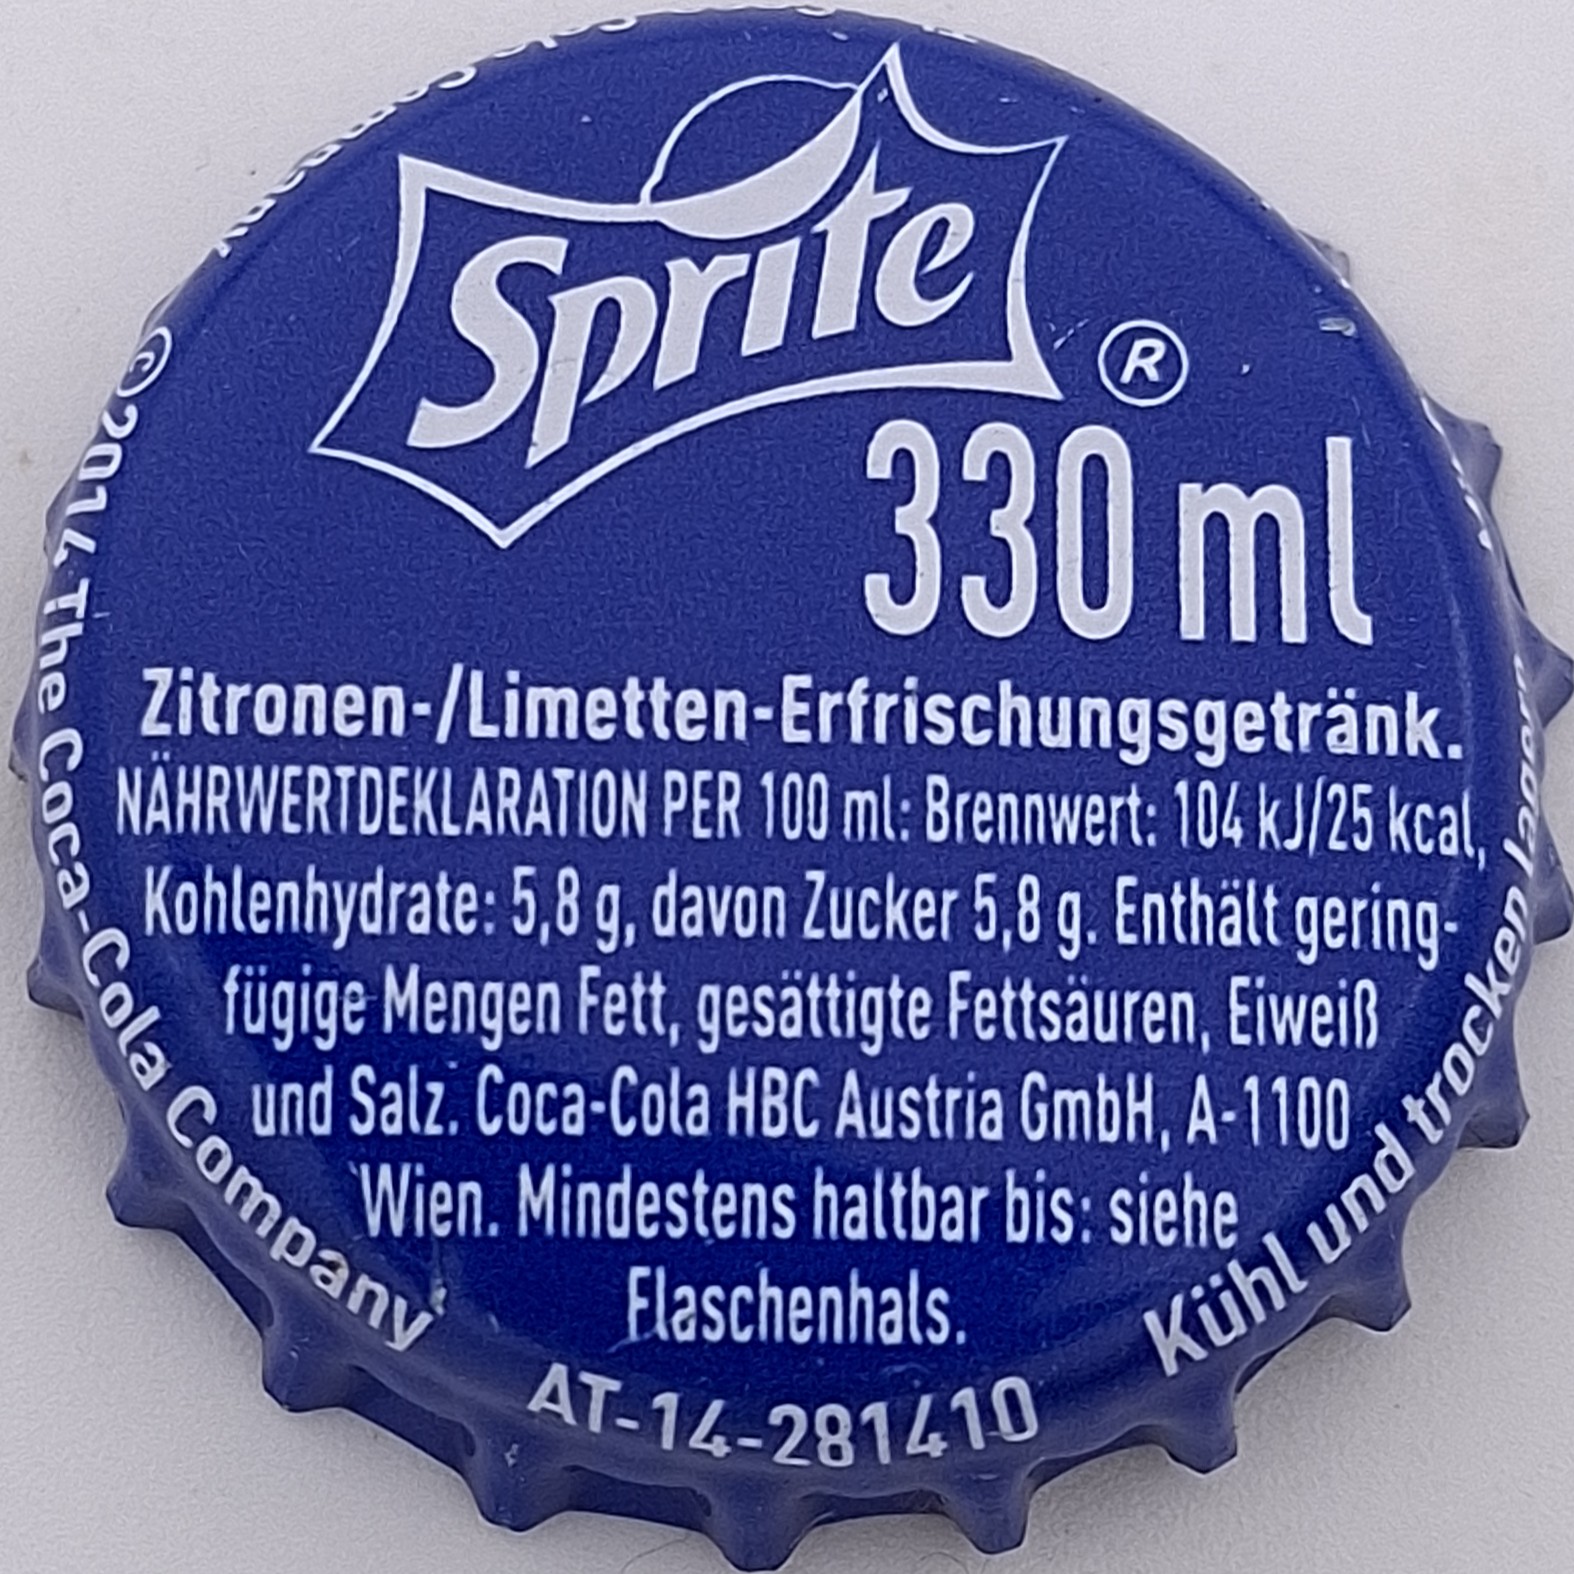 Sprite ®
330 ml
Zitronen-/Limetten-Erfrischungsgetränk.
NÄHRWERTDEKLARATION PER 100 ml: Brennwert: 104 kJ/25 kcal,
Kohlenhydrate: 5,8 g, davon Zucker 5,8 g. Enthält gering-
fügige Mengen Fett, gesättigte Fettsäuren, Eiweiß
und Salz. Coca-Cola HBC Austria GmbH, A-1100
Wien. Mindestens haltbar bis: siehe
Flaschenhals.
©2014 The Coca-Cola Company
AT-14-281410
Kühl und trocken lagern